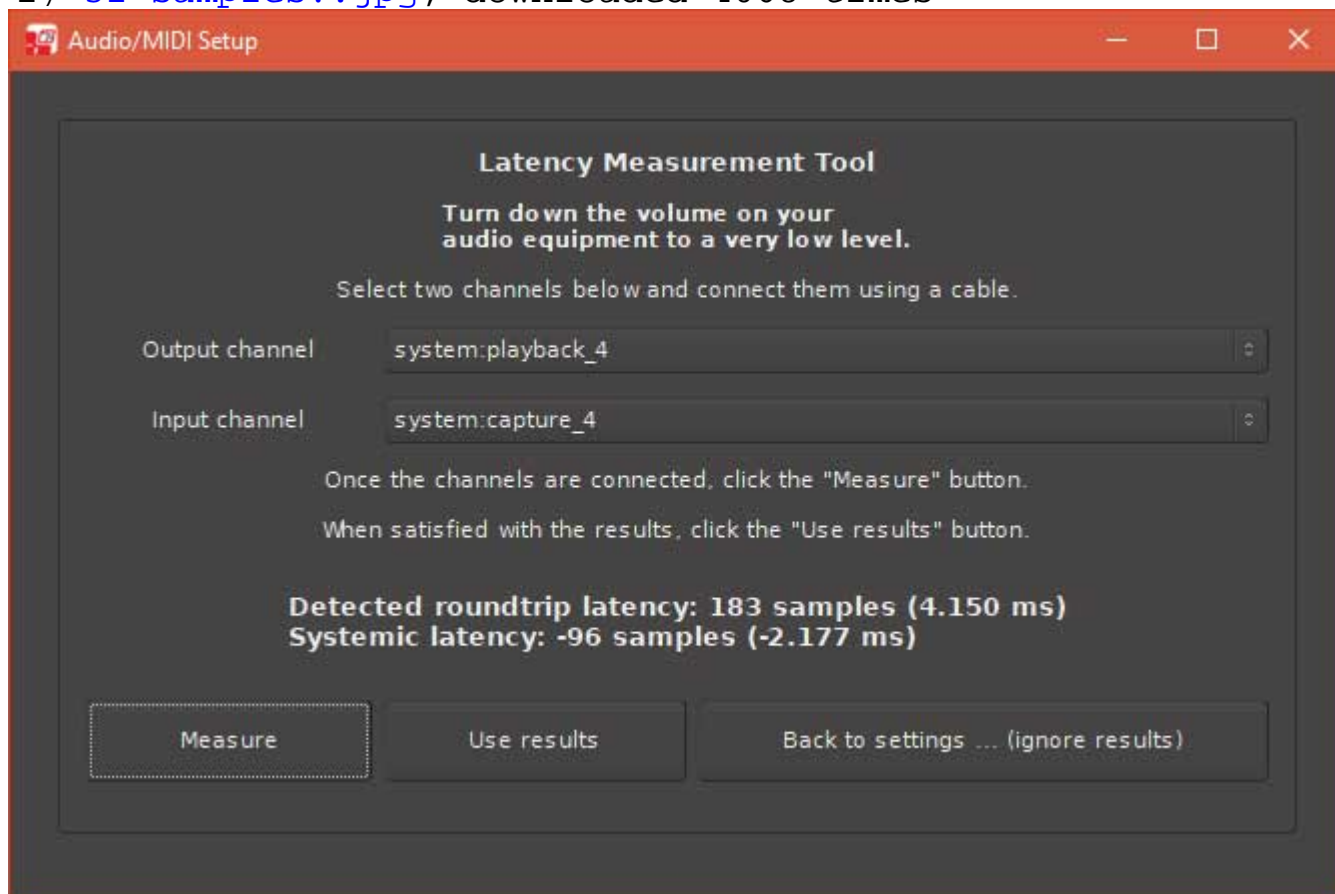 Audio/MIDI Setup
Latency Measurement Tool
Turn down the volume on your
audio equipment to a very low level.
Select two channels below and connect them using a cable.
Output channel system:playback_4
Input channel system:capture_4
Once the channels are connected, click the "Measure" button.
When satisfied with the results, click the "Use results" button.
Detected roundtrip latency: 183 samples (4.150 ms)
Systemic latency: -96 samples (-2.177 ms)
Measure Use results Back to settings ... (ignore results)